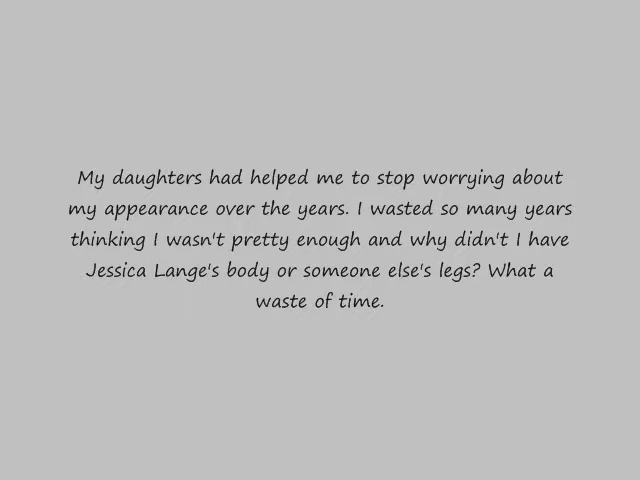 My daughters had helped me to stop worrying about
my appearance over the years. I wasted so many years
thinking I wasn't pretty enough and why didn't I have
Jessica Lange's body or someone else's legs? What a
waste of time.